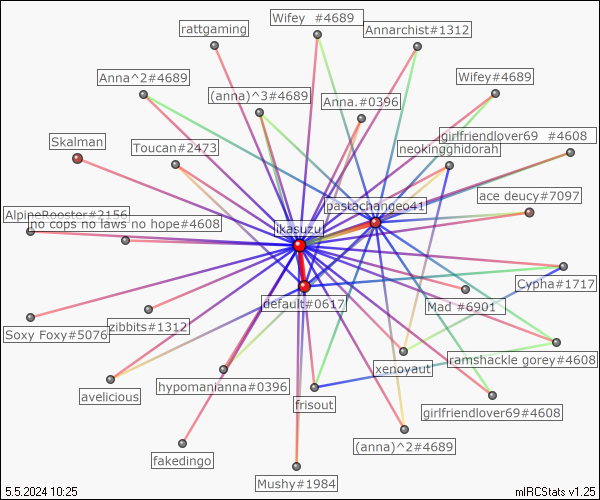 Wifey  #4689
rattgaming
Annarchist#1312
Anna^2#4689
(anna)^3#4689
Wifey#4689
Anna.#0396
girlfriendlover69  #4608
Skalman
Toucan#2473
neokingghidorah
ace deucy#7097
pastachangeo41
AlpineRooster#2156
no cops no laws no hope#4608
ikasuzu
Cypha#1717
default#0617
Mad #6901
Soxy Foxy#5076
zibbits#1312
ramshackle gorey#4608
xenoyaut
avelicious
hypomanianna#0396
frisout
girlfriendlover69#4608
(anna)^2#4689
fakedingo
Mushy#1984
5.5.2024 10:25
mIRCStats v1.25